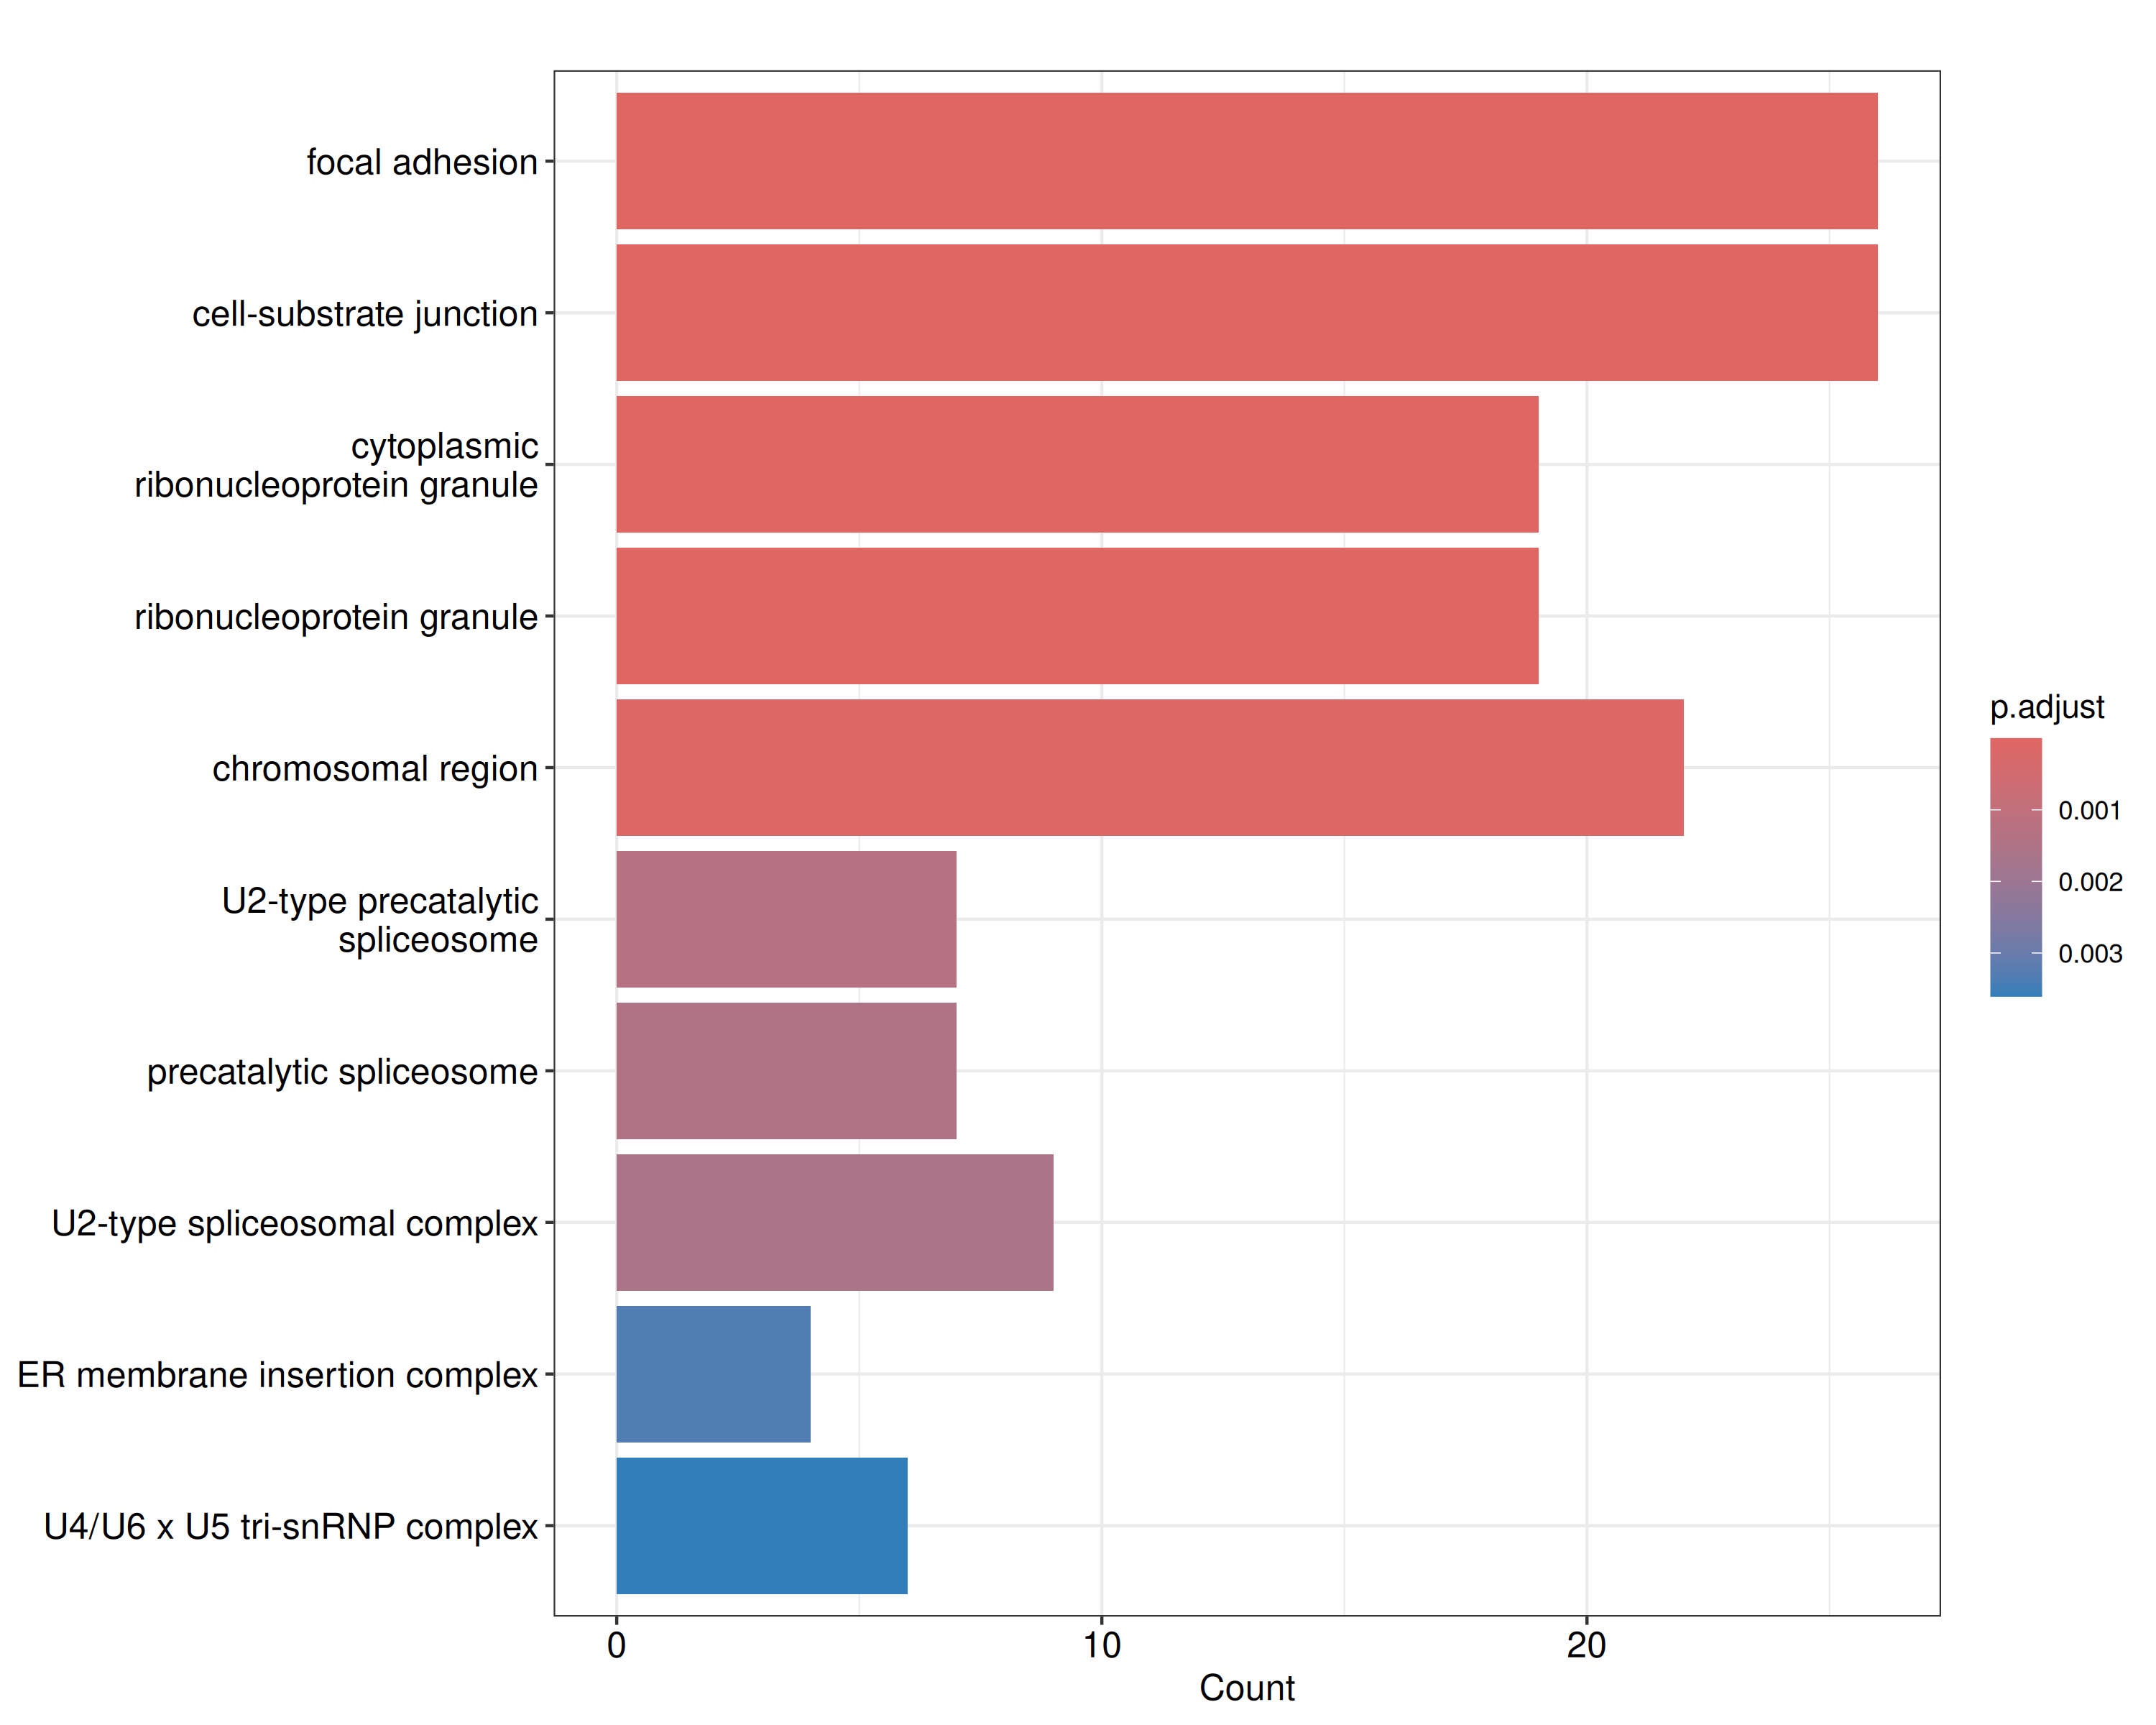 focal adhesion
cell-substrate junction
cytoplasmic
ribonucleoprotein granule
ribonucleoprotein granule
chromosomal region
U2-type precatalytic
spliceosome
precatalytic spliceosome
U2-type spliceosomal complex
ER membrane insertion complex
U4/U6 x U5 tri-snRNP complex
0 10 20
Count
p.adjust
0.001
0.002
0.003